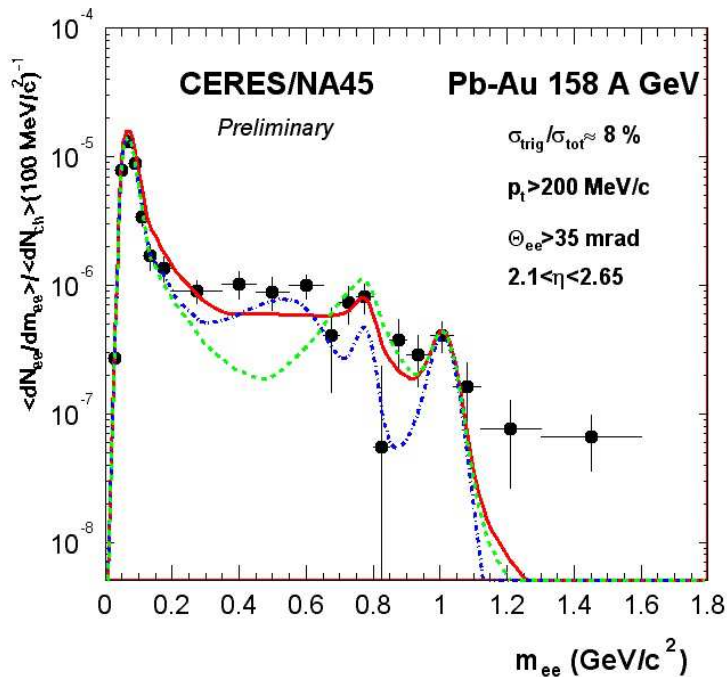 CERES/NA45
Preliminary
Pb-Au 158 A GeV
σtrig/σtot≈ 8 %
pt>200 MeV/c
Θee>35 mrad
2.1<η<2.65
<dNee/dmee>/<dNch>(100 MeV/c²)⁻¹
10⁻⁴
10⁻⁵
10⁻⁶
10⁻⁷
10⁻⁸
0 0.2 0.4 0.6 0.8 1 1.2 1.4 1.6 1.8
mee (GeV/c²)